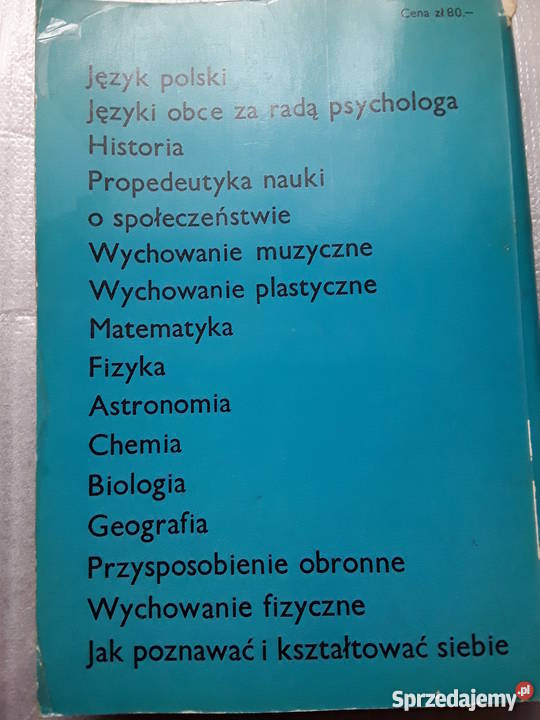 Cena zł 80.—
Język polski
Języki obce za radą psychologa
Historia
Propedeutyka nauki
o społeczeństwie
Wychowanie muzyczne
Wychowanie plastyczne
Matematyka
Fizyka
Astronomia
Chemia
Biologia
Geografia
Przysposobienie obronne
Wychowanie fizyczne
Jak poznawać i kształtować siebie
Sprzedajemy.pl